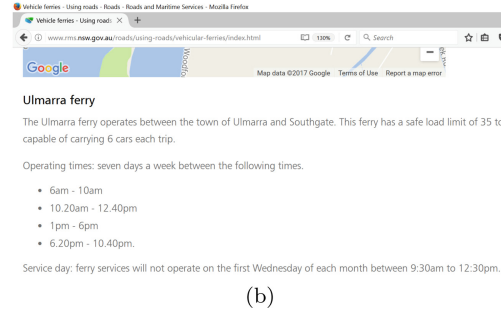 Vehicle ferries - Using roads - Roads and Maritime Services - Mozilla Firefox
Vehicle ferries - Using road
www.rms.nsw.gov.au/roads/using-roads/vehicular-ferries/index.html
130%
Search
Google
Woodfo
Map data ©2017 Google Terms of Use Report a map error
Ulmarra ferry
The Ulmarra ferry operates between the town of Ulmarra and Southgate. This ferry has a safe load limit of 35 to
capable of carrying 6 cars each trip.
Operating times: seven days a week between the following times.
• 6am - 10am
• 10.20am - 12.40pm
• 1pm - 6pm
• 6.20pm - 10.40pm.
Service day: ferry services will not operate on the first Wednesday of each month between 9:30am to 12:30pm.
(b)